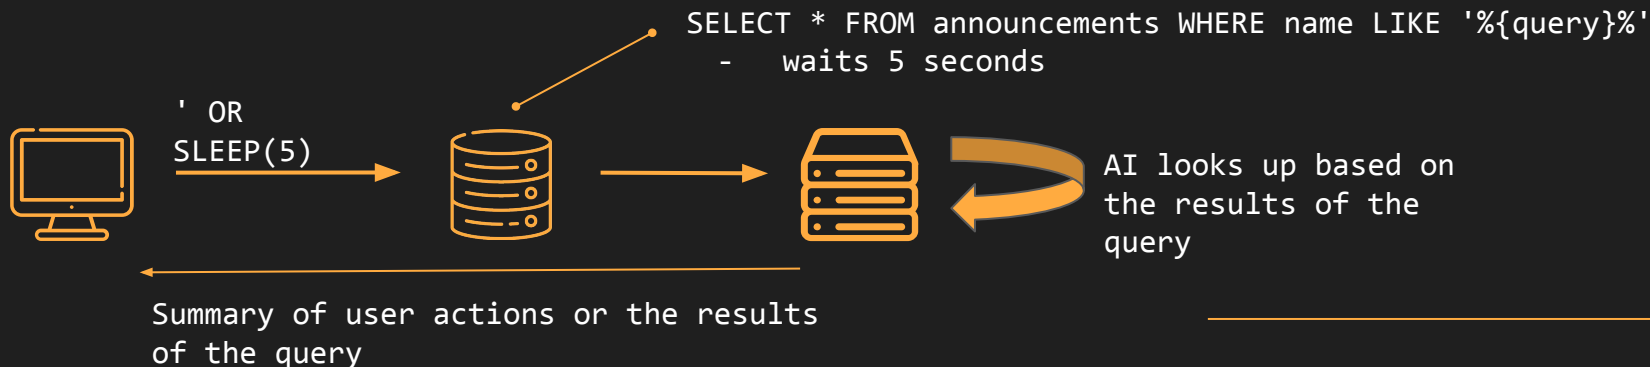 SELECT * FROM announcements WHERE name LIKE '%{query}%'
- waits 5 seconds
' OR
SLEEP(5)
AI looks up based on
the results of the
query
Summary of user actions or the results
of the query